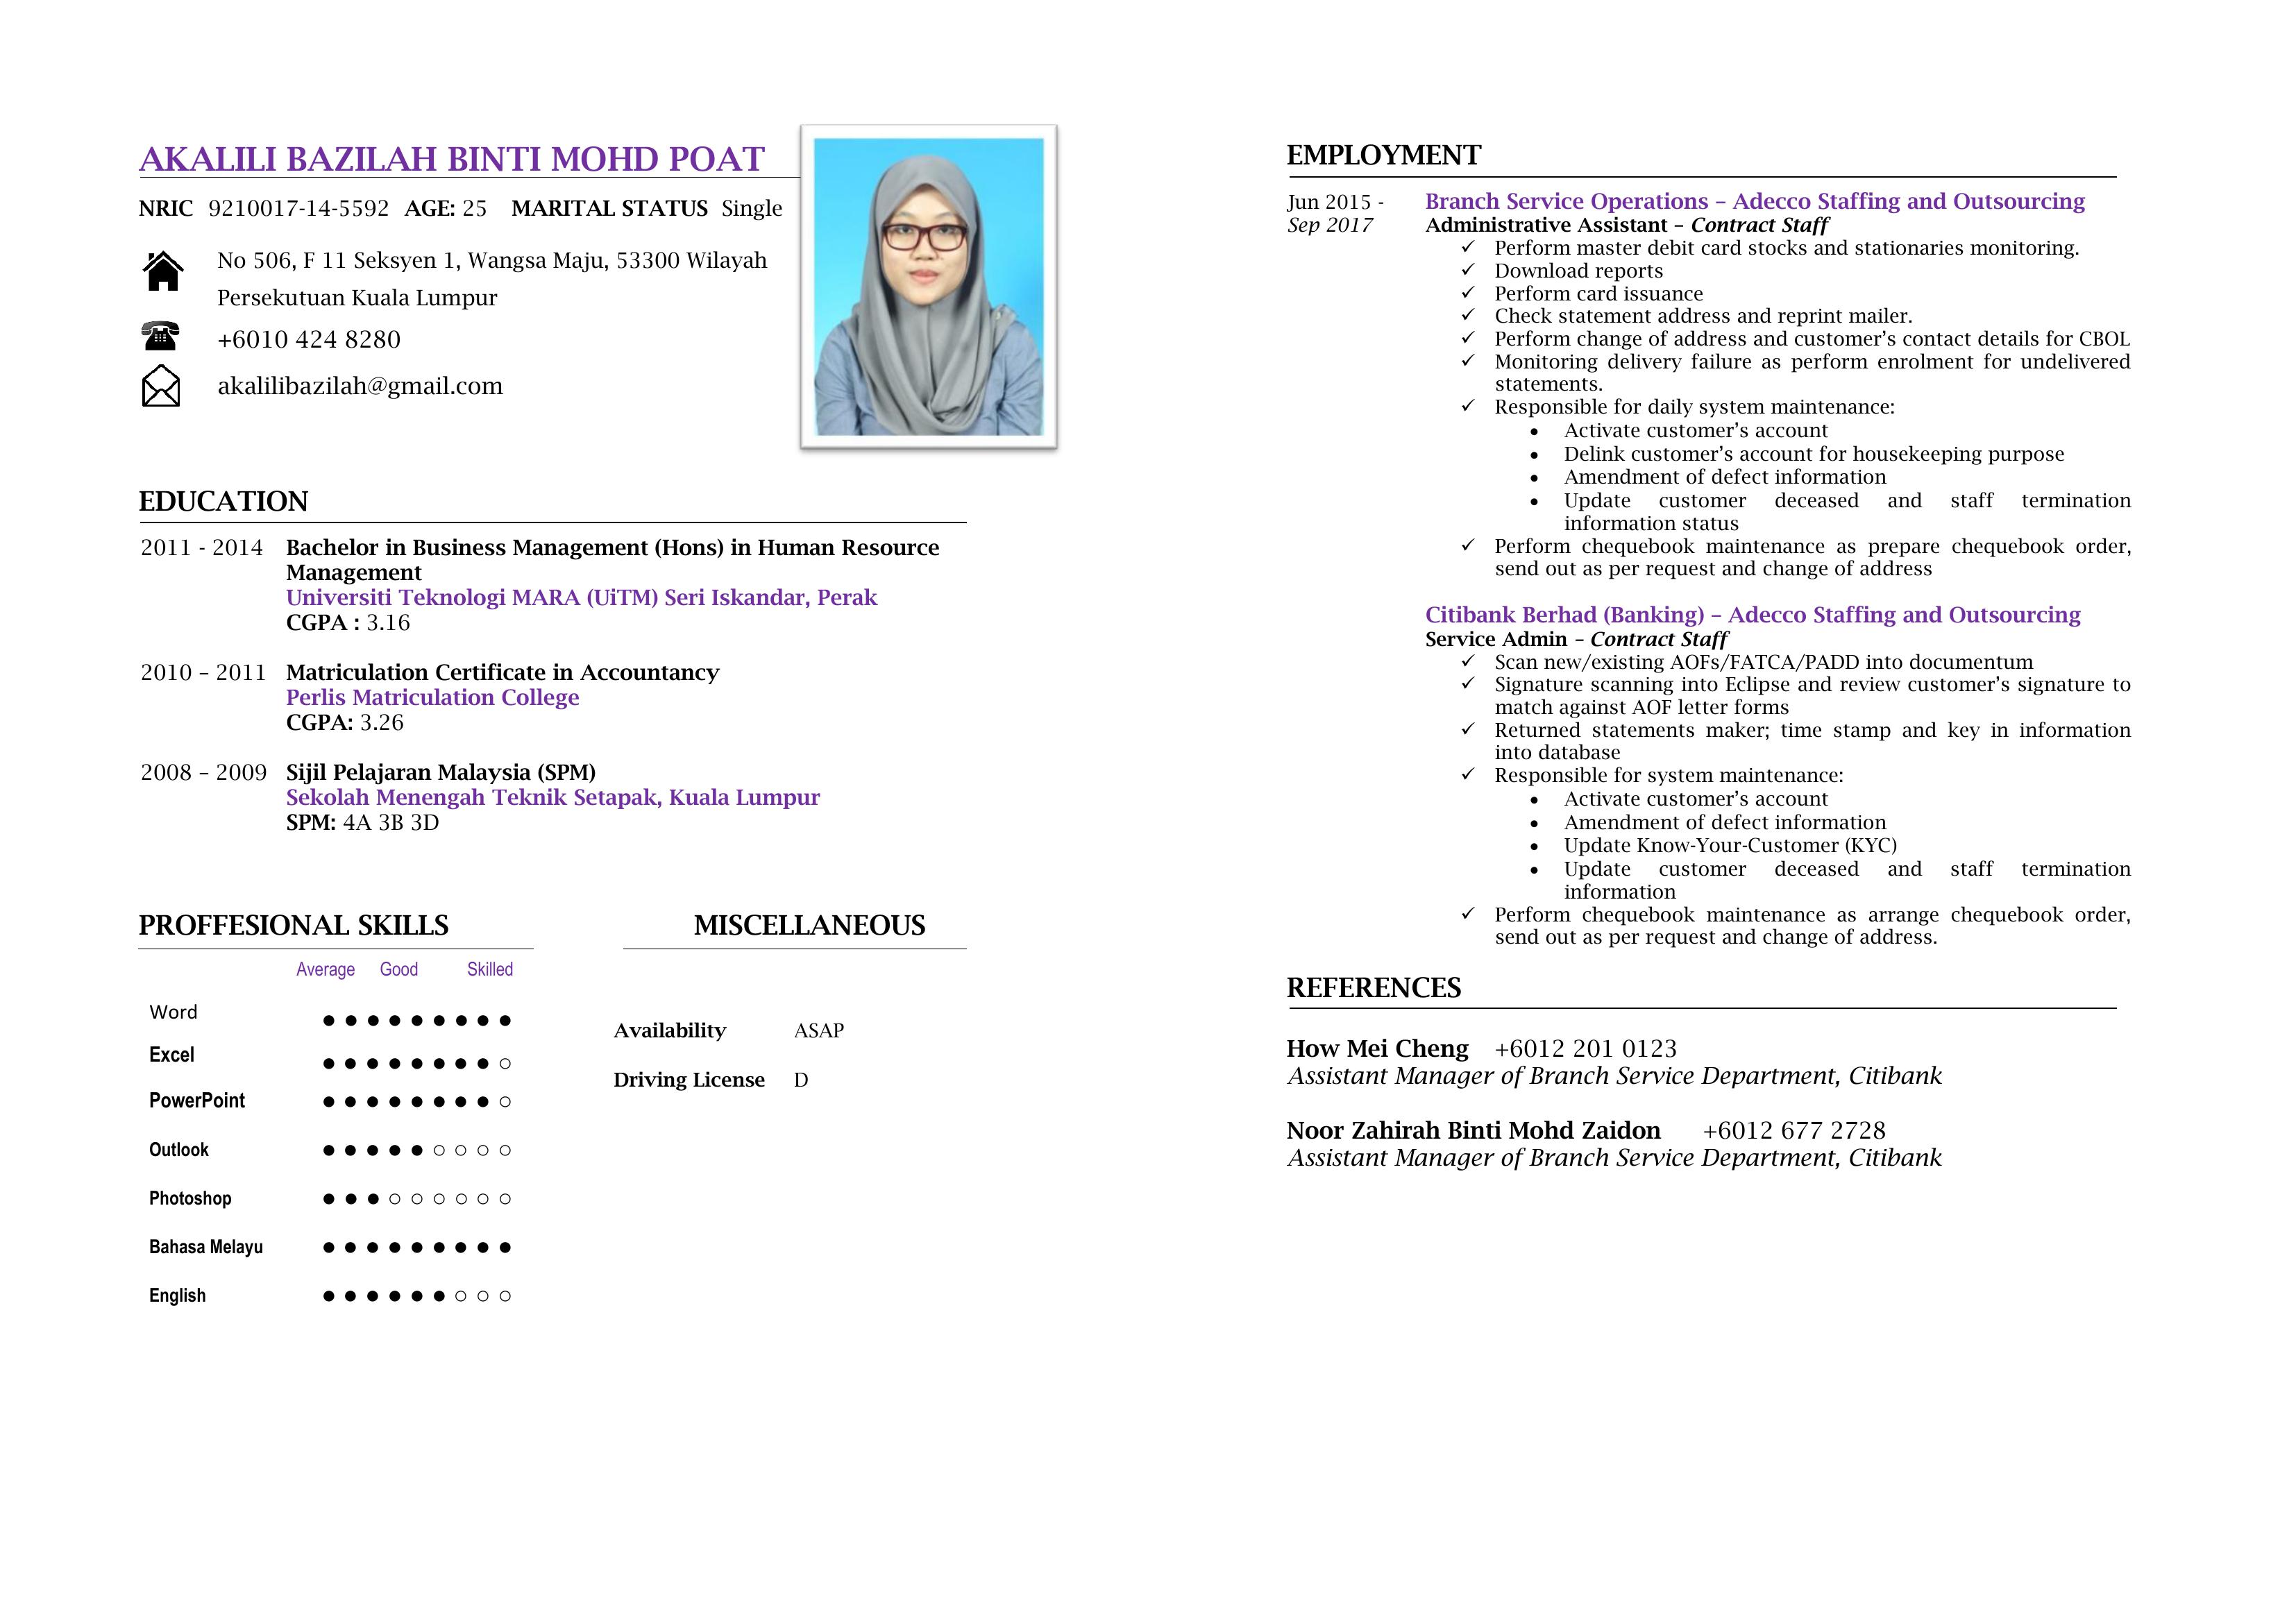 AKALILI BAZILAH BINTI MOHD POAT
NRIC 9210017-14-5592 AGE: 25 MARITAL STATUS Single
No 506, F 11 Seksyen 1, Wangsa Maju, 53300 Wilayah
Persekutuan Kuala Lumpur
+6010 424 8280
akalilibazilah@gmail.com
EDUCATION
2011 - 2014 Bachelor in Business Management (Hons) in Human Resource
Management
Universiti Teknologi MARA (UiTM) Seri Iskandar, Perak
CGPA : 3.16
2010 – 2011 Matriculation Certificate in Accountancy
Perlis Matriculation College
CGPA: 3.26
2008 – 2009 Sijil Pelajaran Malaysia (SPM)
Sekolah Menengah Teknik Setapak, Kuala Lumpur
SPM: 4A 3B 3D
PROFFESIONAL SKILLS
Average Good Skilled
Word
Excel
PowerPoint
Outlook
Photoshop
Bahasa Melayu
English
MISCELLANEOUS
Availability ASAP
Driving License D
EMPLOYMENT
Jun 2015 - Branch Service Operations – Adecco Staffing and Outsourcing
Sep 2017 Administrative Assistant – Contract Staff
✓ Perform master debit card stocks and stationaries monitoring.
✓ Download reports
✓ Perform card issuance
✓ Check statement address and reprint mailer.
✓ Perform change of address and customer’s contact details for CBOL
✓ Monitoring delivery failure as perform enrolment for undelivered
statements.
✓ Responsible for daily system maintenance:
• Activate customer’s account
• Delink customer’s account for housekeeping purpose
• Amendment of defect information
• Update customer deceased and staff termination
information status
✓ Perform chequebook maintenance as prepare chequebook order,
send out as per request and change of address
Citibank Berhad (Banking) – Adecco Staffing and Outsourcing
Service Admin – Contract Staff
✓ Scan new/existing AOFs/FATCA/PADD into documentum
✓ Signature scanning into Eclipse and review customer’s signature to
match against AOF letter forms
✓ Returned statements maker; time stamp and key in information
into database
✓ Responsible for system maintenance:
• Activate customer’s account
• Amendment of defect information
• Update Know-Your-Customer (KYC)
• Update customer deceased and staff termination
information
✓ Perform chequebook maintenance as arrange chequebook order,
send out as per request and change of address.
REFERENCES
How Mei Cheng +6012 201 0123
Assistant Manager of Branch Service Department, Citibank
Noor Zahirah Binti Mohd Zaidon +6012 677 2728
Assistant Manager of Branch Service Department, Citibank